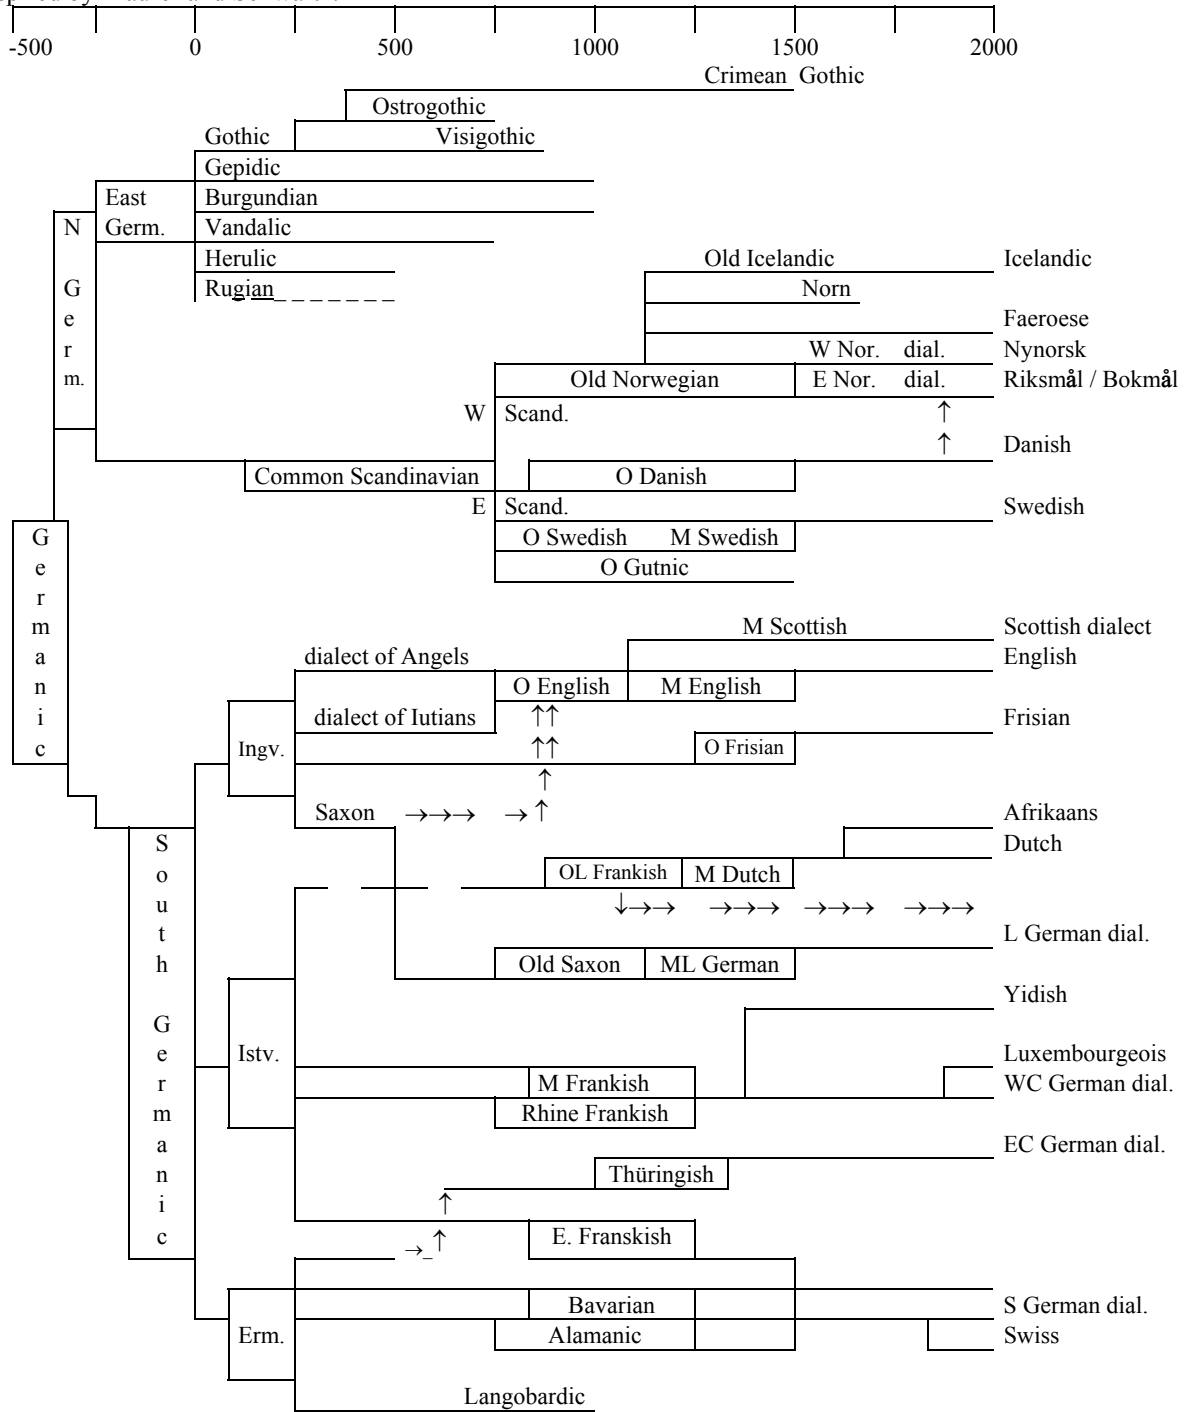 -500 0 500 1000 1500 2000
Crimean Gothic
Ostrogothic
Gothic Visigothic
Gepidic
East Burgundian
N Germ. Vandalic
Herulic Old Icelandic Icelandic
G Rugian Norn
e Faeroese
r W Nor. dial. Nynorsk
m. Old Norwegian E Nor. dial. Riksmål / Bokmål
W Scand. ↑
↑ Danish
Common Scandinavian O Danish
E Scand. Swedish
G O Swedish M Swedish
e O Gutnic
r
m M Scottish Scottish dialect
a dialect of Angels English
n O English M English
i dialect of Iutians ↑↑ Frisian
c Ingv. ↑↑ O Frisian
↑
Saxon →→→ →↑ Afrikaans
S Dutch
o OL Frankish M Dutch
u ↓→→ →→→ →→→ →→→
t L German dial.
h Old Saxon ML German
Yidish
G
e Istv. Luxembourgeois
r M Frankish WC German dial.
m Rhine Frankish
a EC German dial.
n Thüringish
i ↑
c →_↑ E. Franskish
Bavarian S German dial.
Erm. Alamanic Swiss
Langobardic